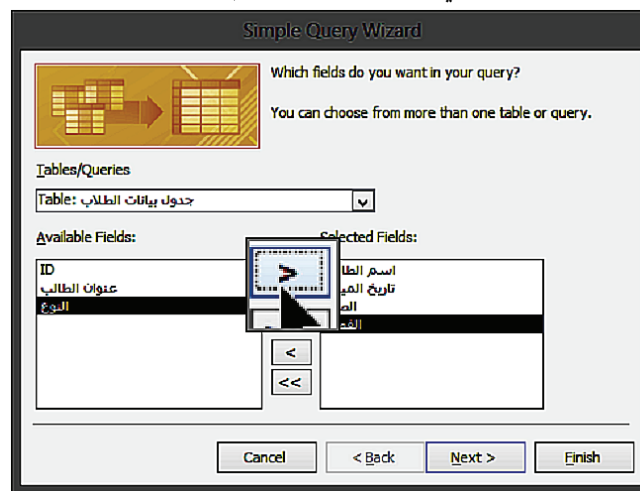 Simple Query Wizard
Which fields do you want in your query?
You can choose from more than one table or query.
Tables/Queries
Table: جدول بيانات الطلاب
Available Fields:
Selected Fields:
ID
عنوان الطالب
النوع
>
اسم
تاريخ
<
<<
Cancel
< Back
Next >
Finish